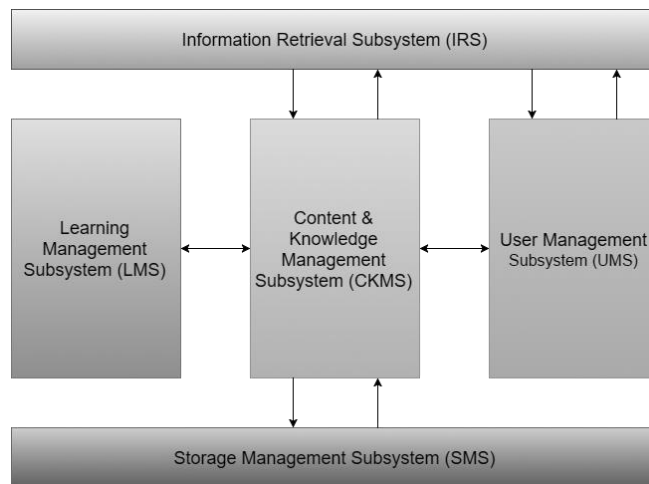 Information Retrieval Subsystem (IRS)
Learning
Management
Subsystem (LMS)
Content &
Knowledge
Management
Subsystem (CKMS)
User Management
Subsystem (UMS)
Storage Management Subsystem (SMS)